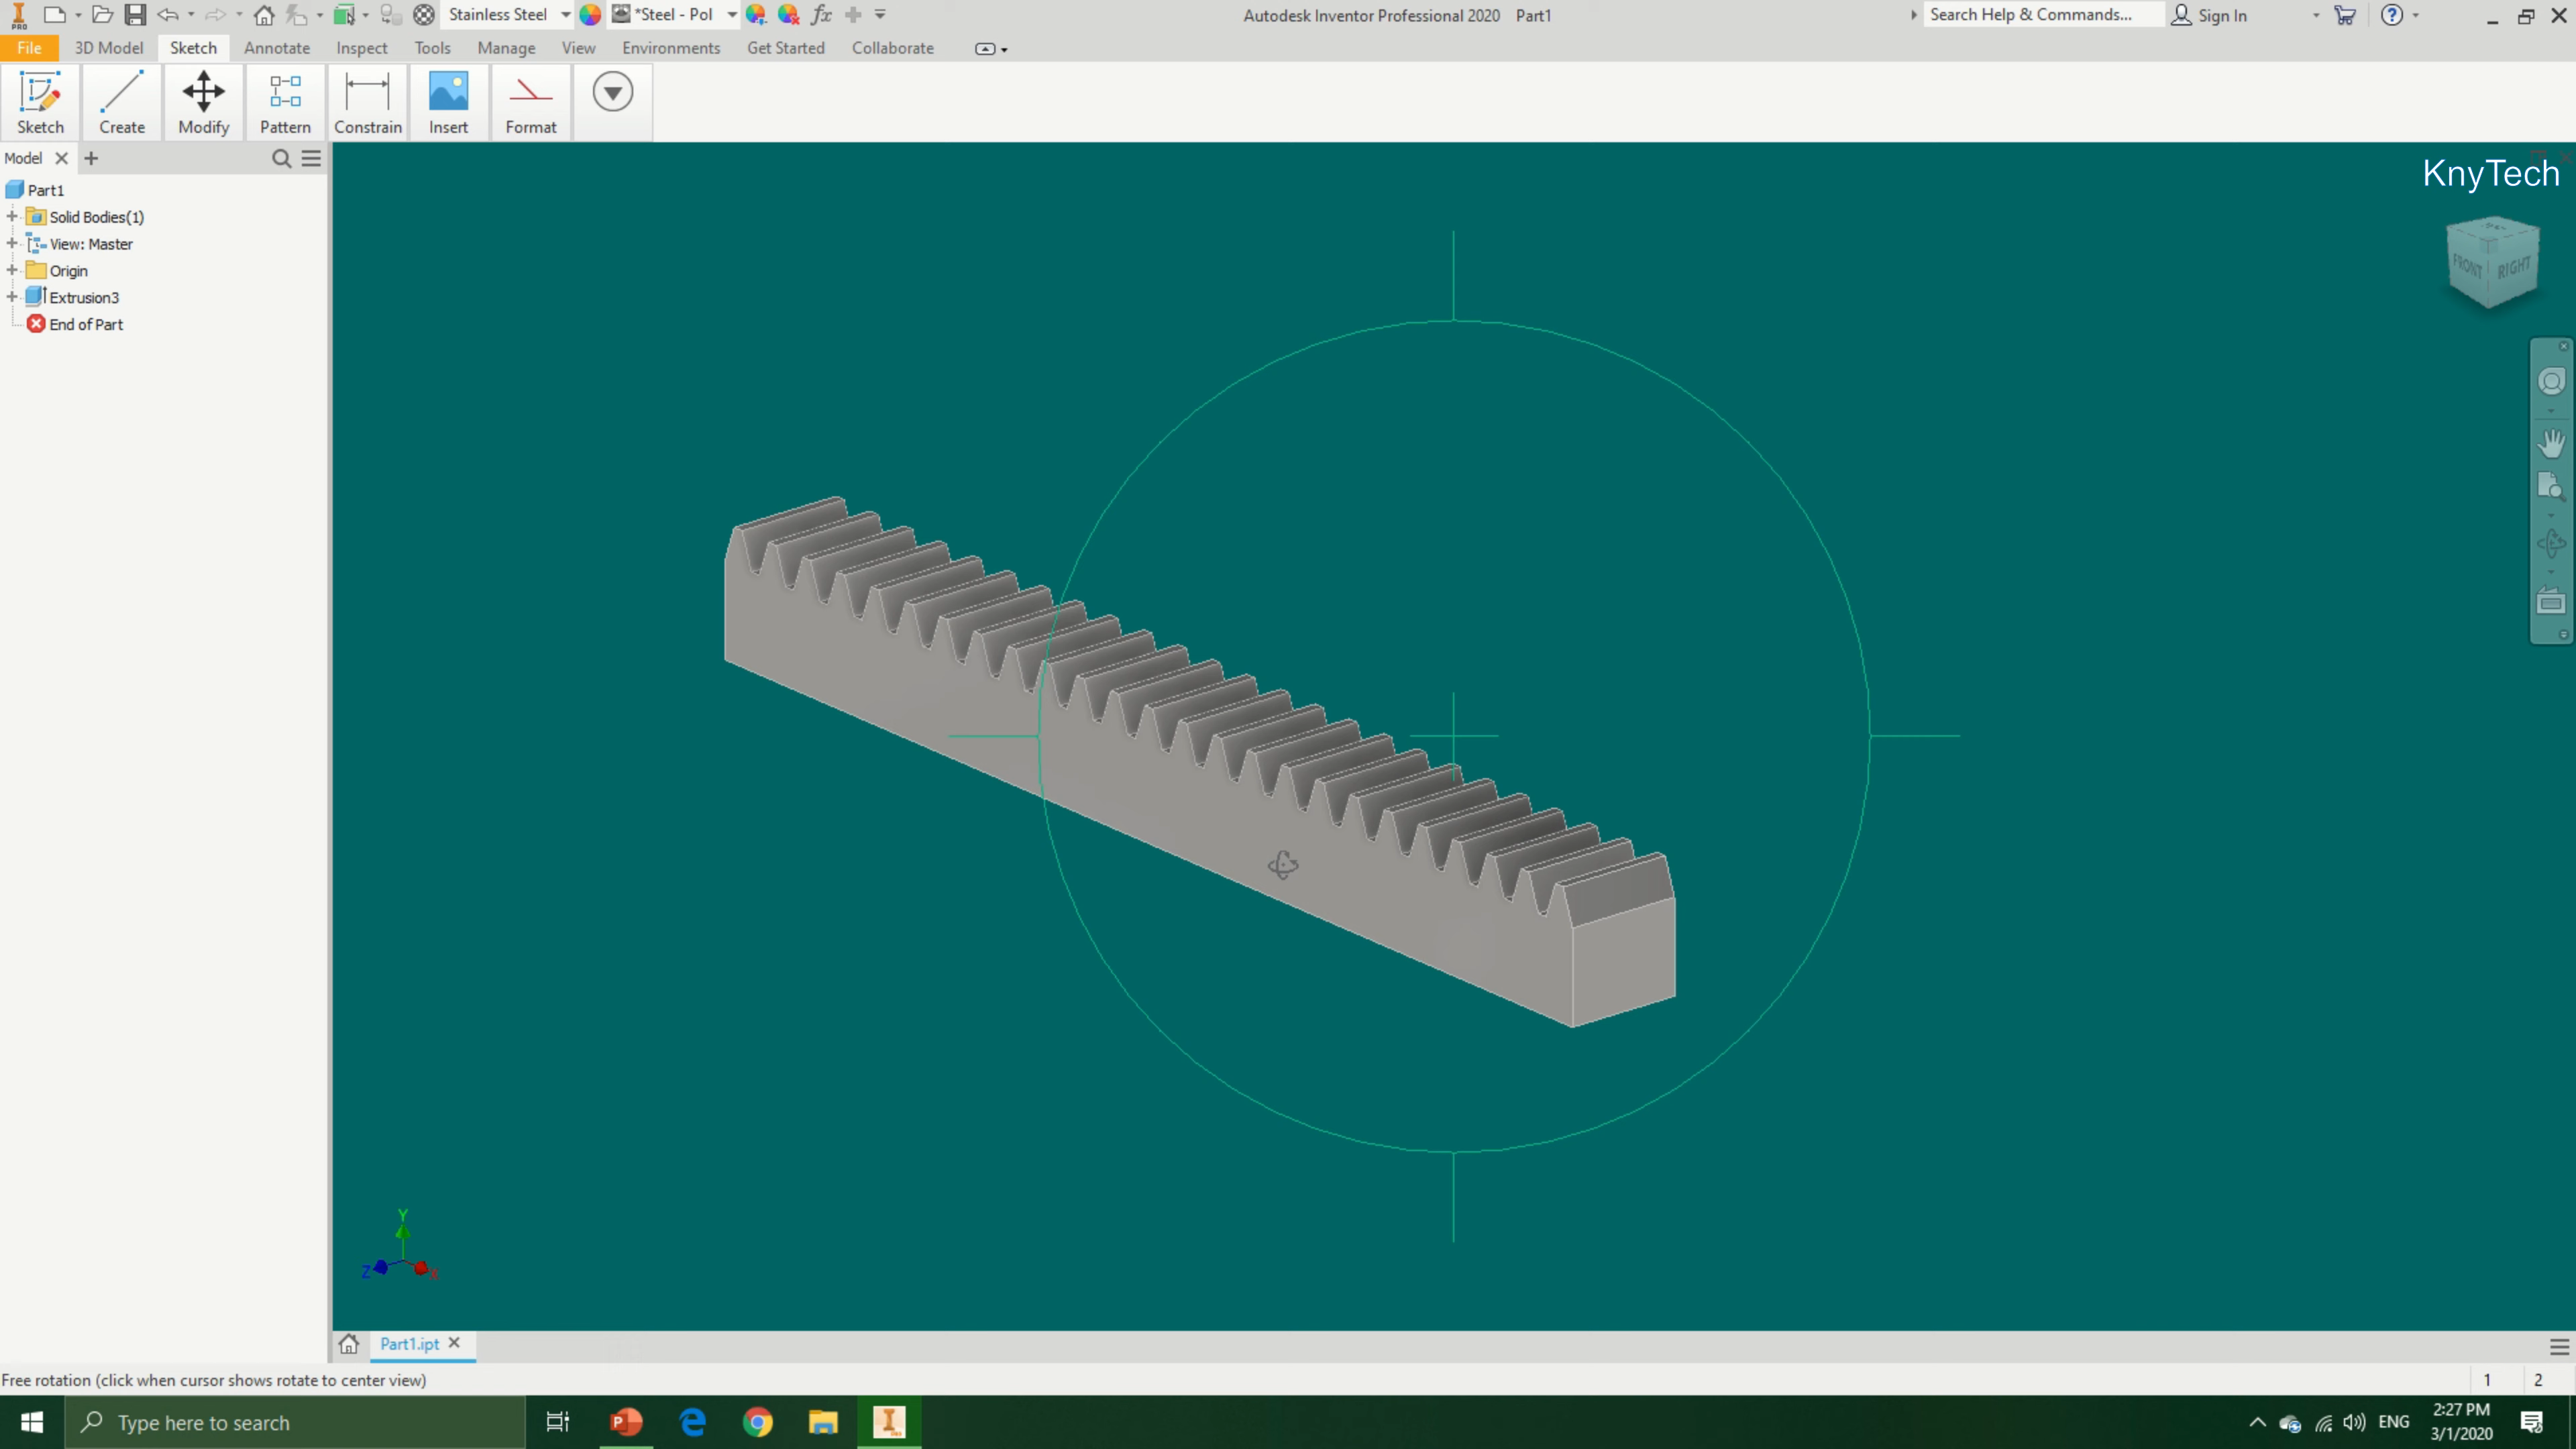 PRO
Stainless Steel
*Steel - Pol
fx
Autodesk Inventor Professional 2020 Part1
Search Help & Commands...
Sign In
File 3D Model Sketch Annotate Inspect Tools Manage View Environments Get Started Collaborate
Sketch Create Modify Pattern Constrain Insert Format
Model
Part1
Solid Bodies(1)
View: Master
Origin
Extrusion3
End of Part
KnyTech
FRONT RIGHT
Y
Z X
Part1.ipt
Free rotation (click when cursor shows rotate to center view)
1 2
Type here to search
ENG
2:27 PM
3/1/2020